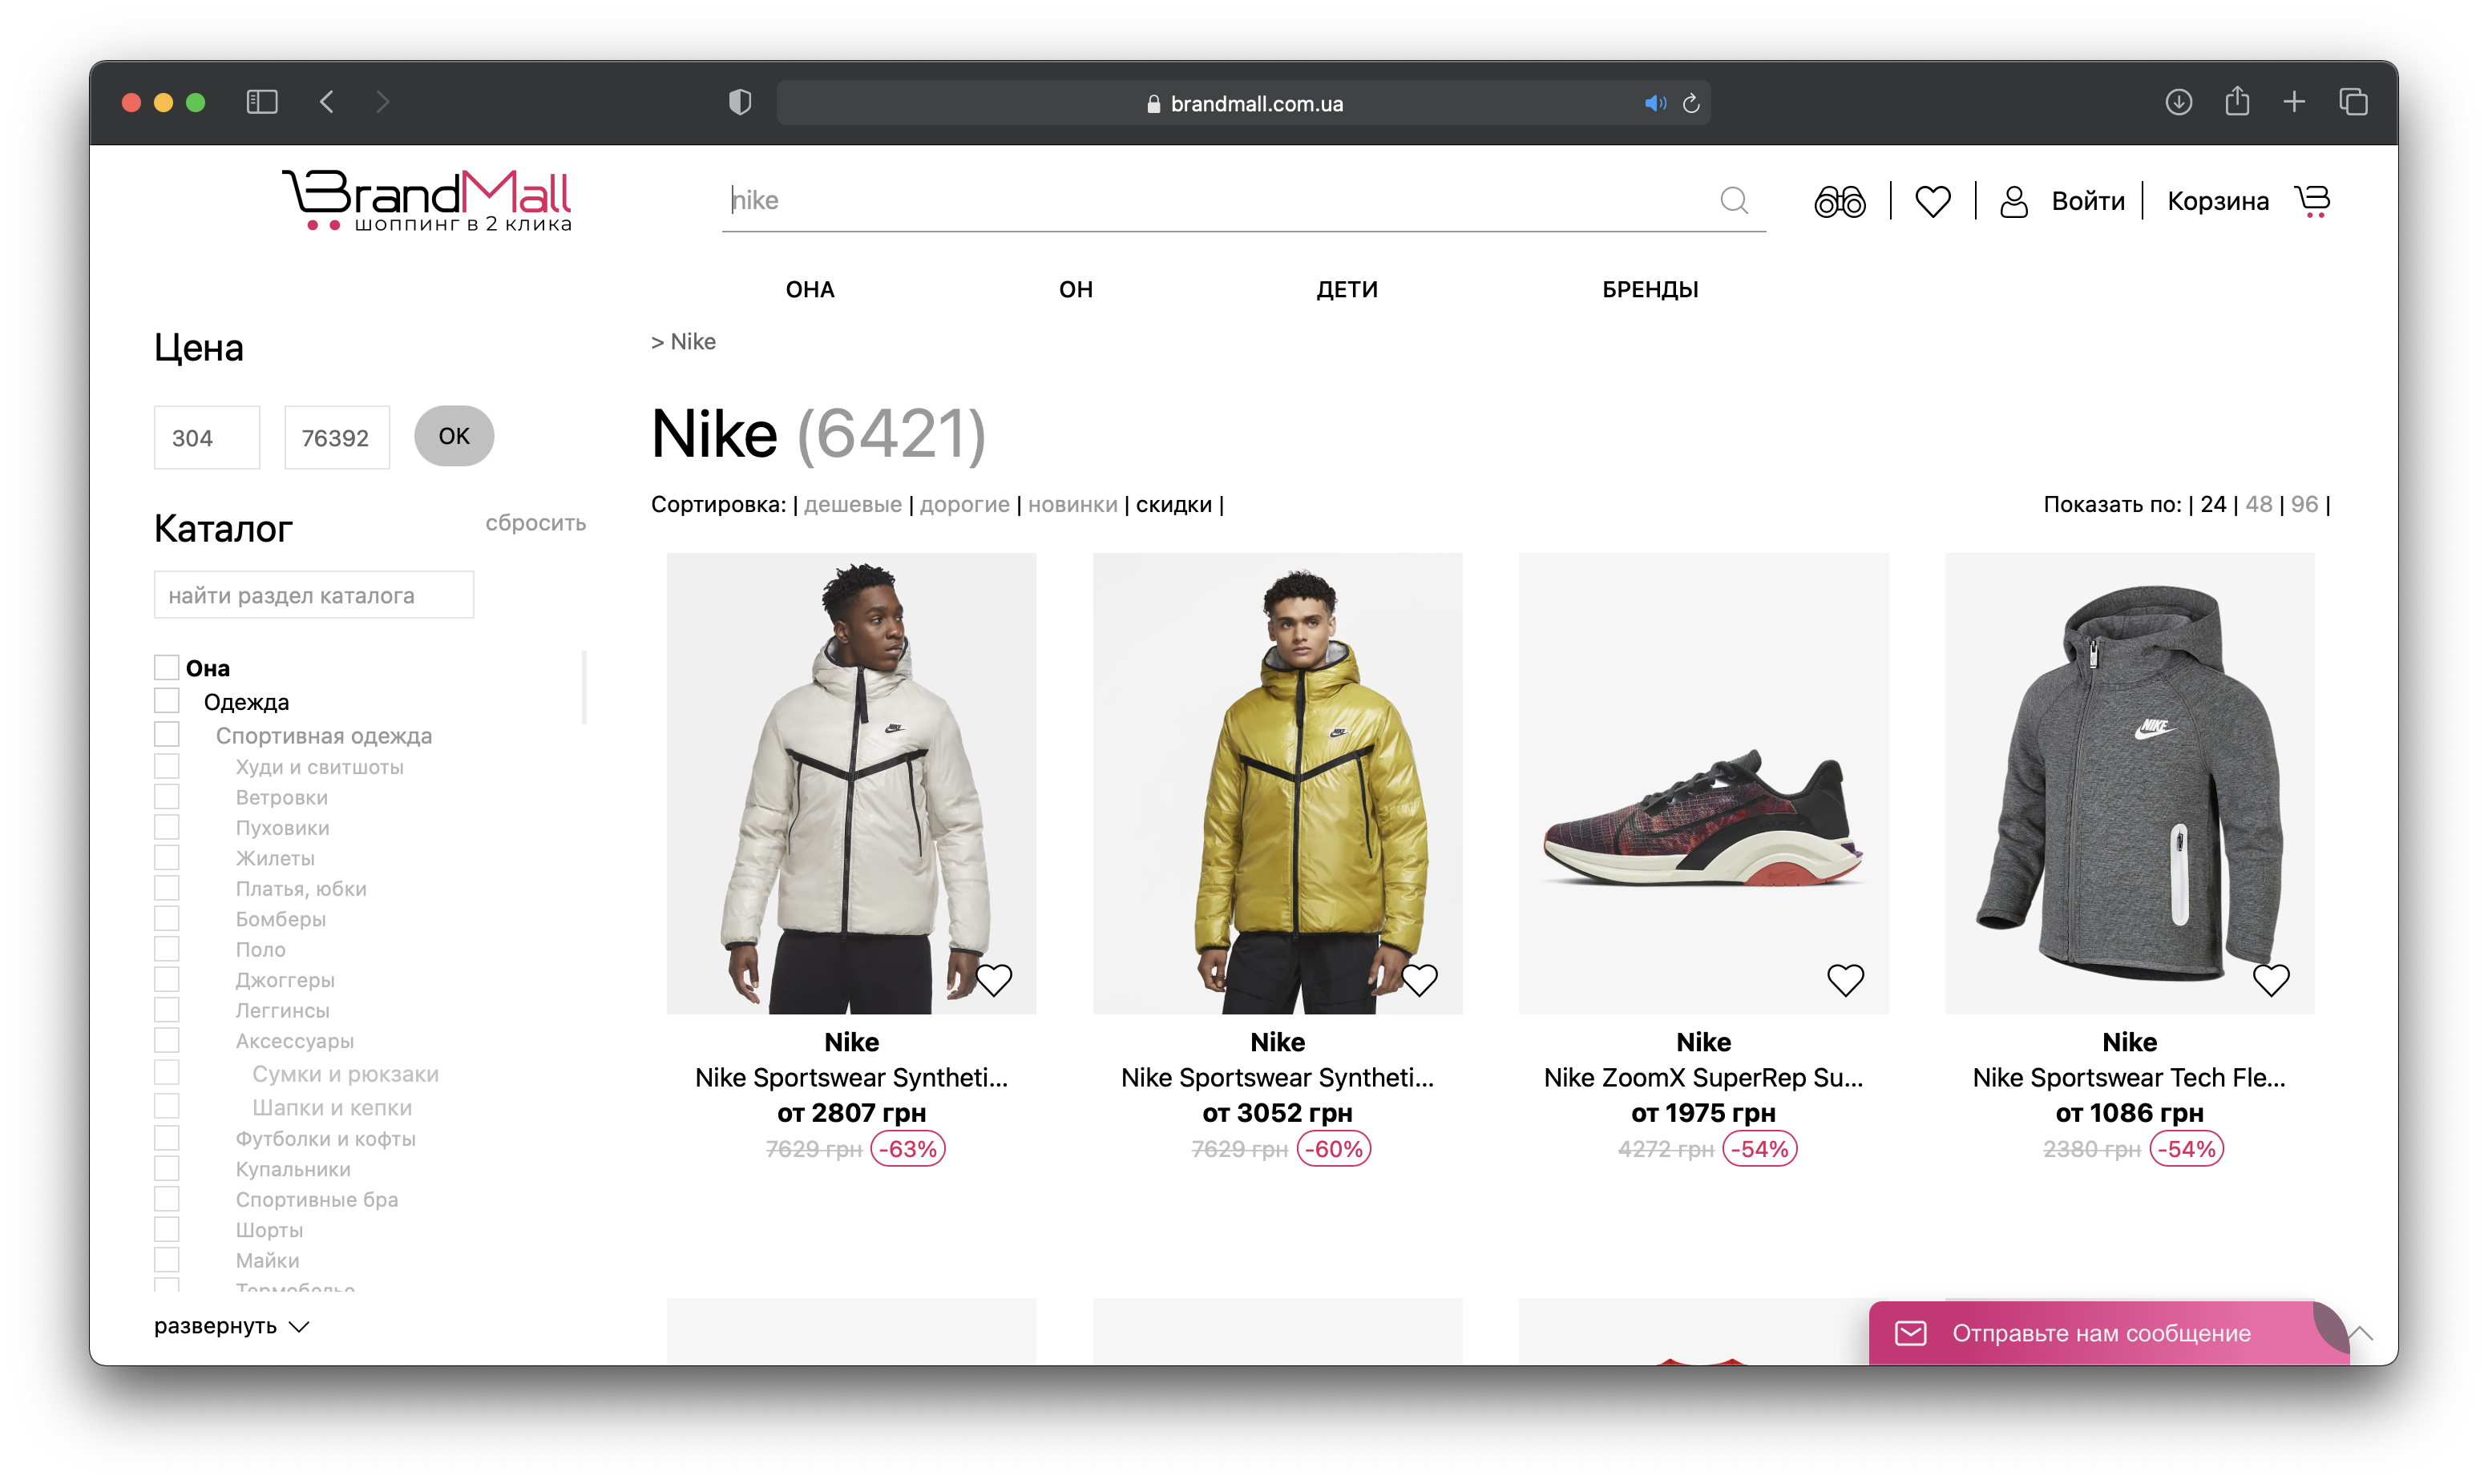 brandmall.com.ua
BrandMall
шоппинг в 2 клика
nike
Войти
Корзина
ОНА
ОН
ДЕТИ
БРЕНДЫ
Цена
304
76392
OK
Каталог
сбросить
найти раздел каталога
Она
Одежда
Спортивная одежда
Худи и свитшоты
Ветровки
Пуховики
Жилеты
Платья, юбки
Бомберы
Поло
Джоггеры
Леггинсы
Аксессуары
Сумки и рюкзаки
Шапки и кепки
Футболки и кофты
Купальники
Спортивные бра
Шорты
Майки
Термобелье
развернуть
> Nike
Nike (6421)
Сортировка: | дешевые | дорогие | новинки | скидки |
Показать по: | 24 | 48 | 96 |
NIKE
NIKE
NIKE
Nike
Nike Sportswear Syntheti...
от 2807 грн
7629 грн -63%
Nike
Nike Sportswear Syntheti...
от 3052 грн
7629 грн -60%
Nike
Nike ZoomX SuperRep Su...
от 1975 грн
4272 грн -54%
Nike
Nike Sportswear Tech Fle...
от 1086 грн
2380 грн -54%
Отправьте нам сообщение